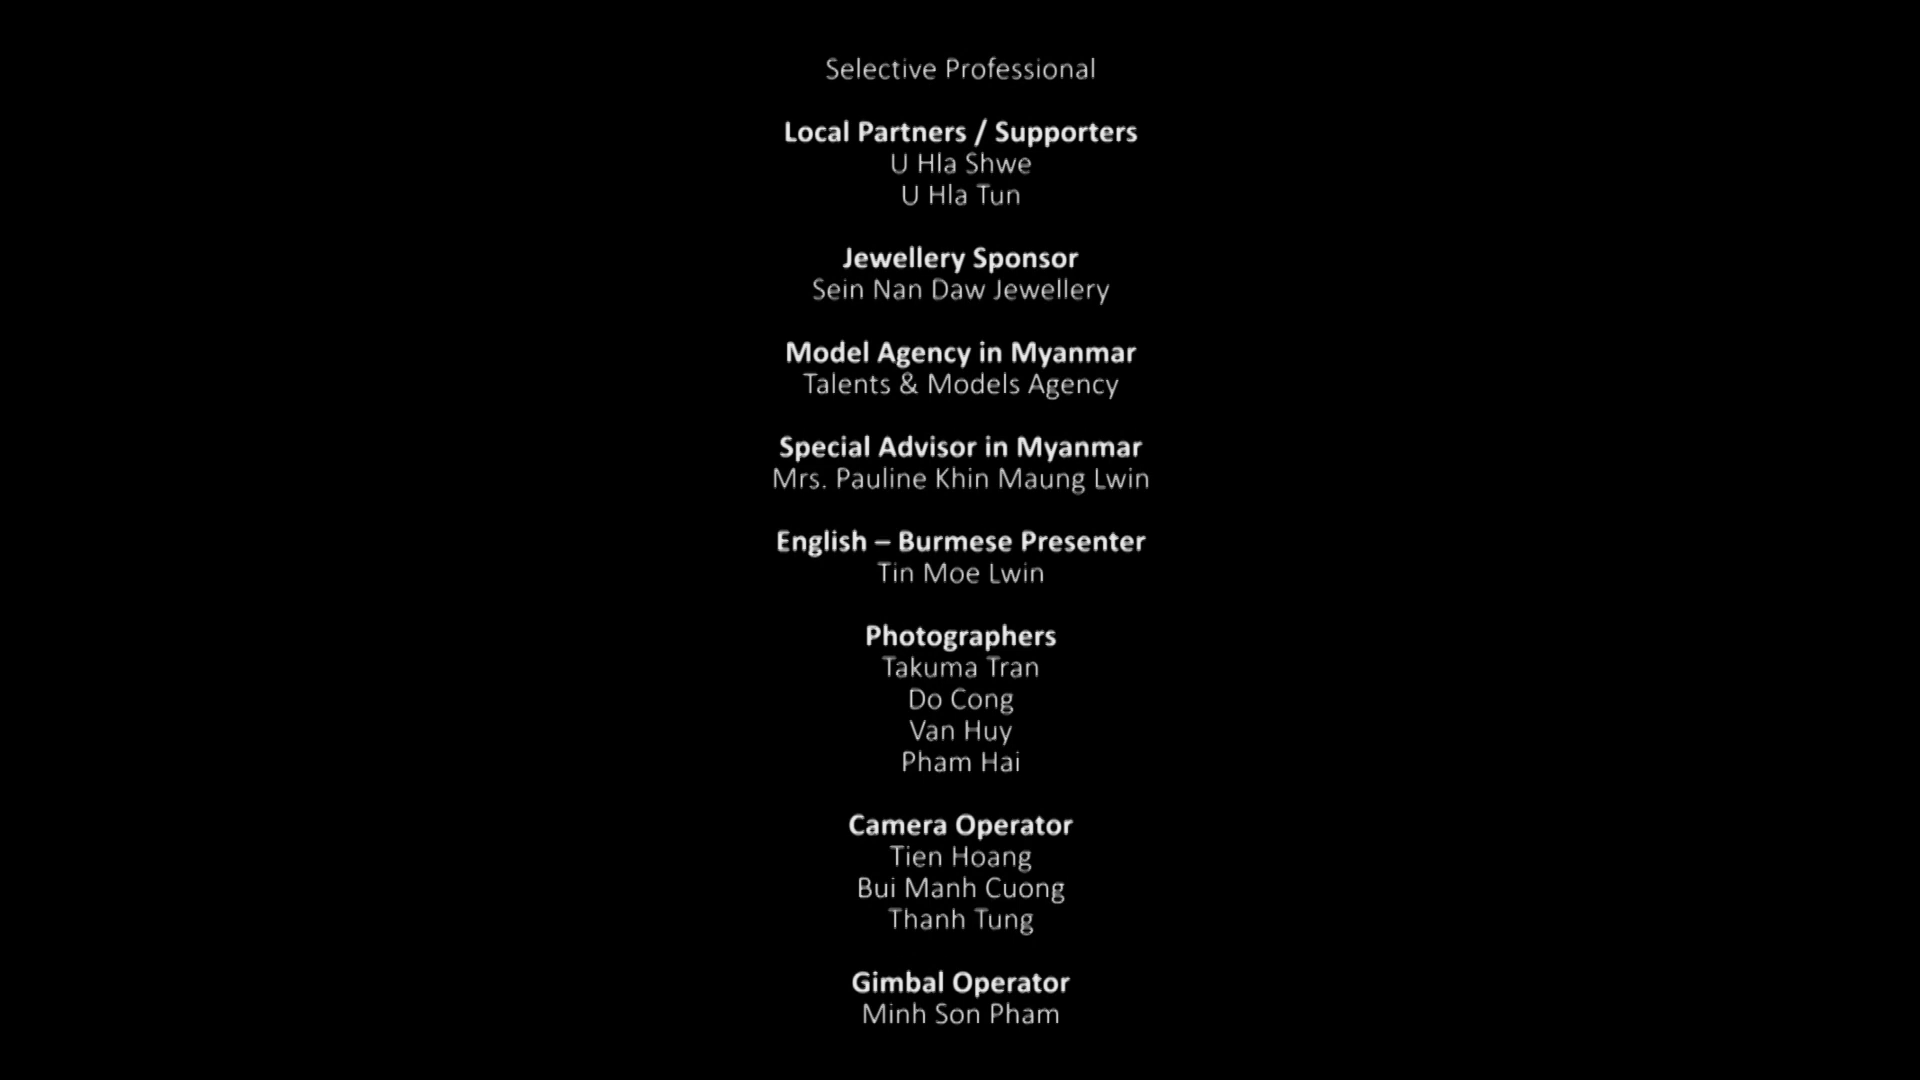 Selective Professional
Local Partners / Supporters
U Hla Shwe
U Hla Tun
Jewellery Sponsor
Sein Nan Daw Jewellery
Model Agency in Myanmar
Talents & Models Agency
Special Advisor in Myanmar
Mrs. Pauline Khin Maung Lwin
English – Burmese Presenter
Tin Moe Lwin
Photographers
Takuma Tran
Do Cong
Van Huy
Pham Hai
Camera Operator
Tien Hoang
Bui Manh Cuong
Thanh Tung
Gimbal Operator
Minh Son Pham